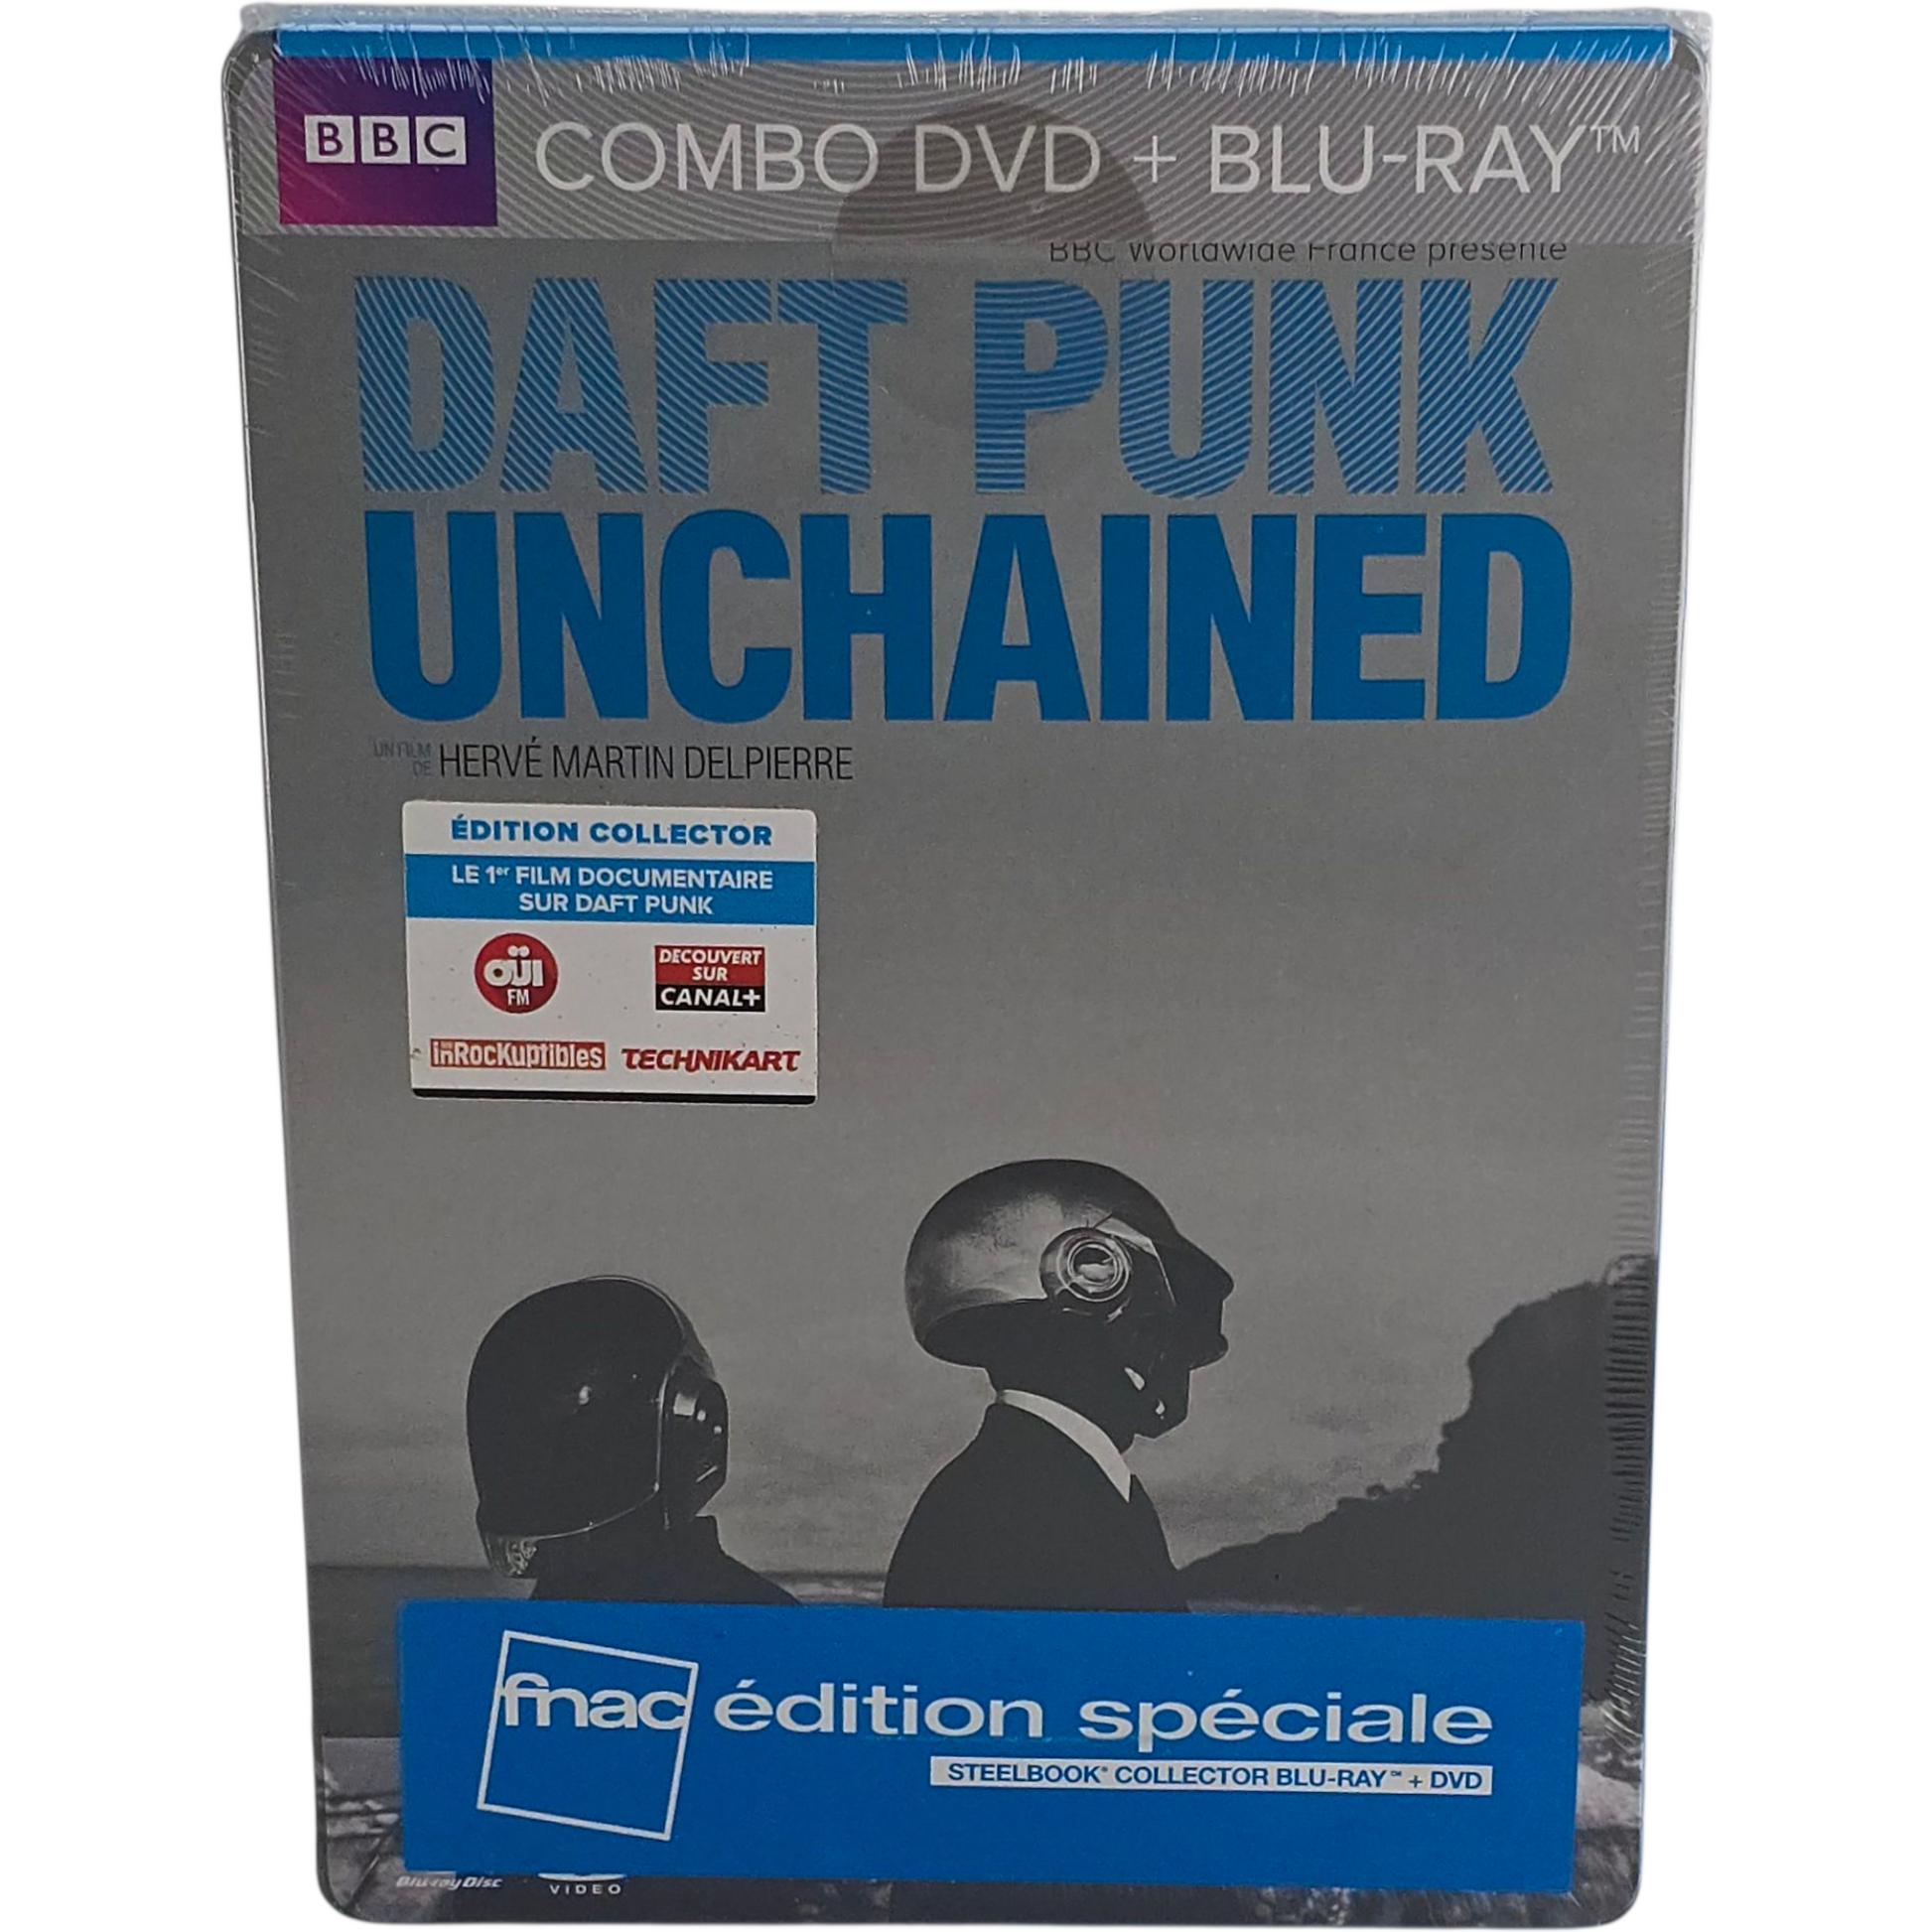 BBC COMBO DVD + BLU-RAY™
BBC Worldwide France présente
DAFT PUNK
UNCHAINED
UN FILM
DE HERVÉ MARTIN DELPIERRE
ÉDITION COLLECTOR
LE 1er FILM DOCUMENTAIRE
SUR DAFT PUNK
OÜI
FM
DECOUVERT
SUR
CANAL+
les inRocKuptibles TECHNIKART
fnac édition spéciale
STEELBOOK® COLLECTOR BLU-RAY™ + DVD
Blu-ray Disc
VIDEO